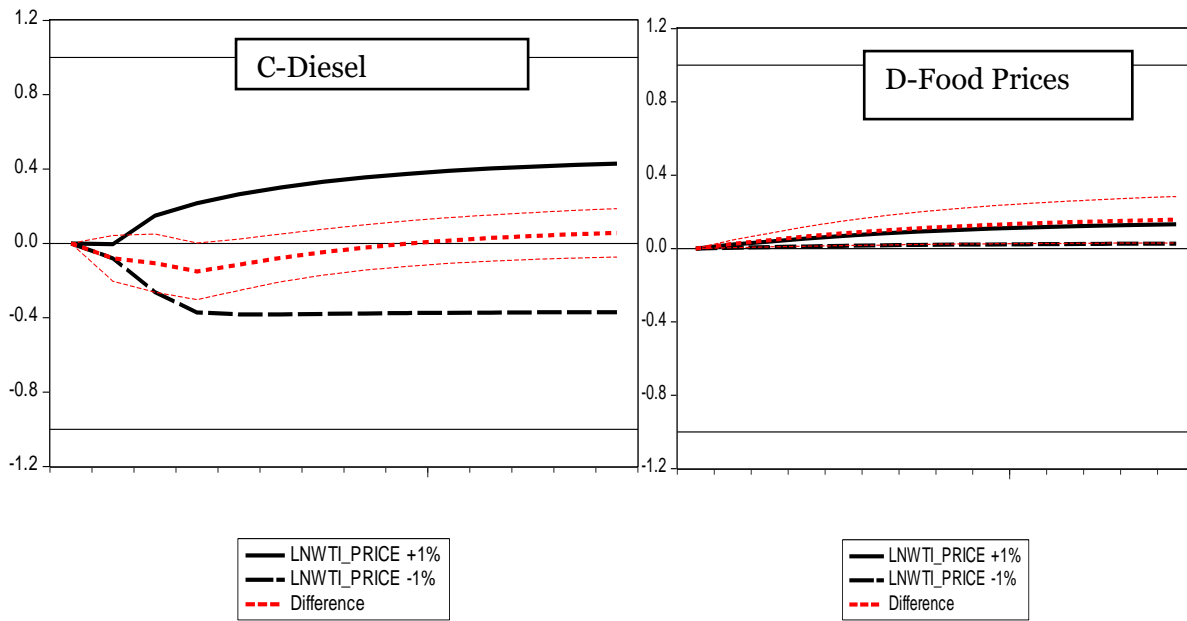 C-Diesel
1.2
0.8
0.4
0.0
-0.4
-0.8
-1.2
LNWTI_PRICE +1%
LNWTI_PRICE -1%
Difference
D-Food Prices
1.2
0.8
0.4
0.0
-0.4
-0.8
-1.2
LNWTI_PRICE +1%
LNWTI_PRICE -1%
Difference